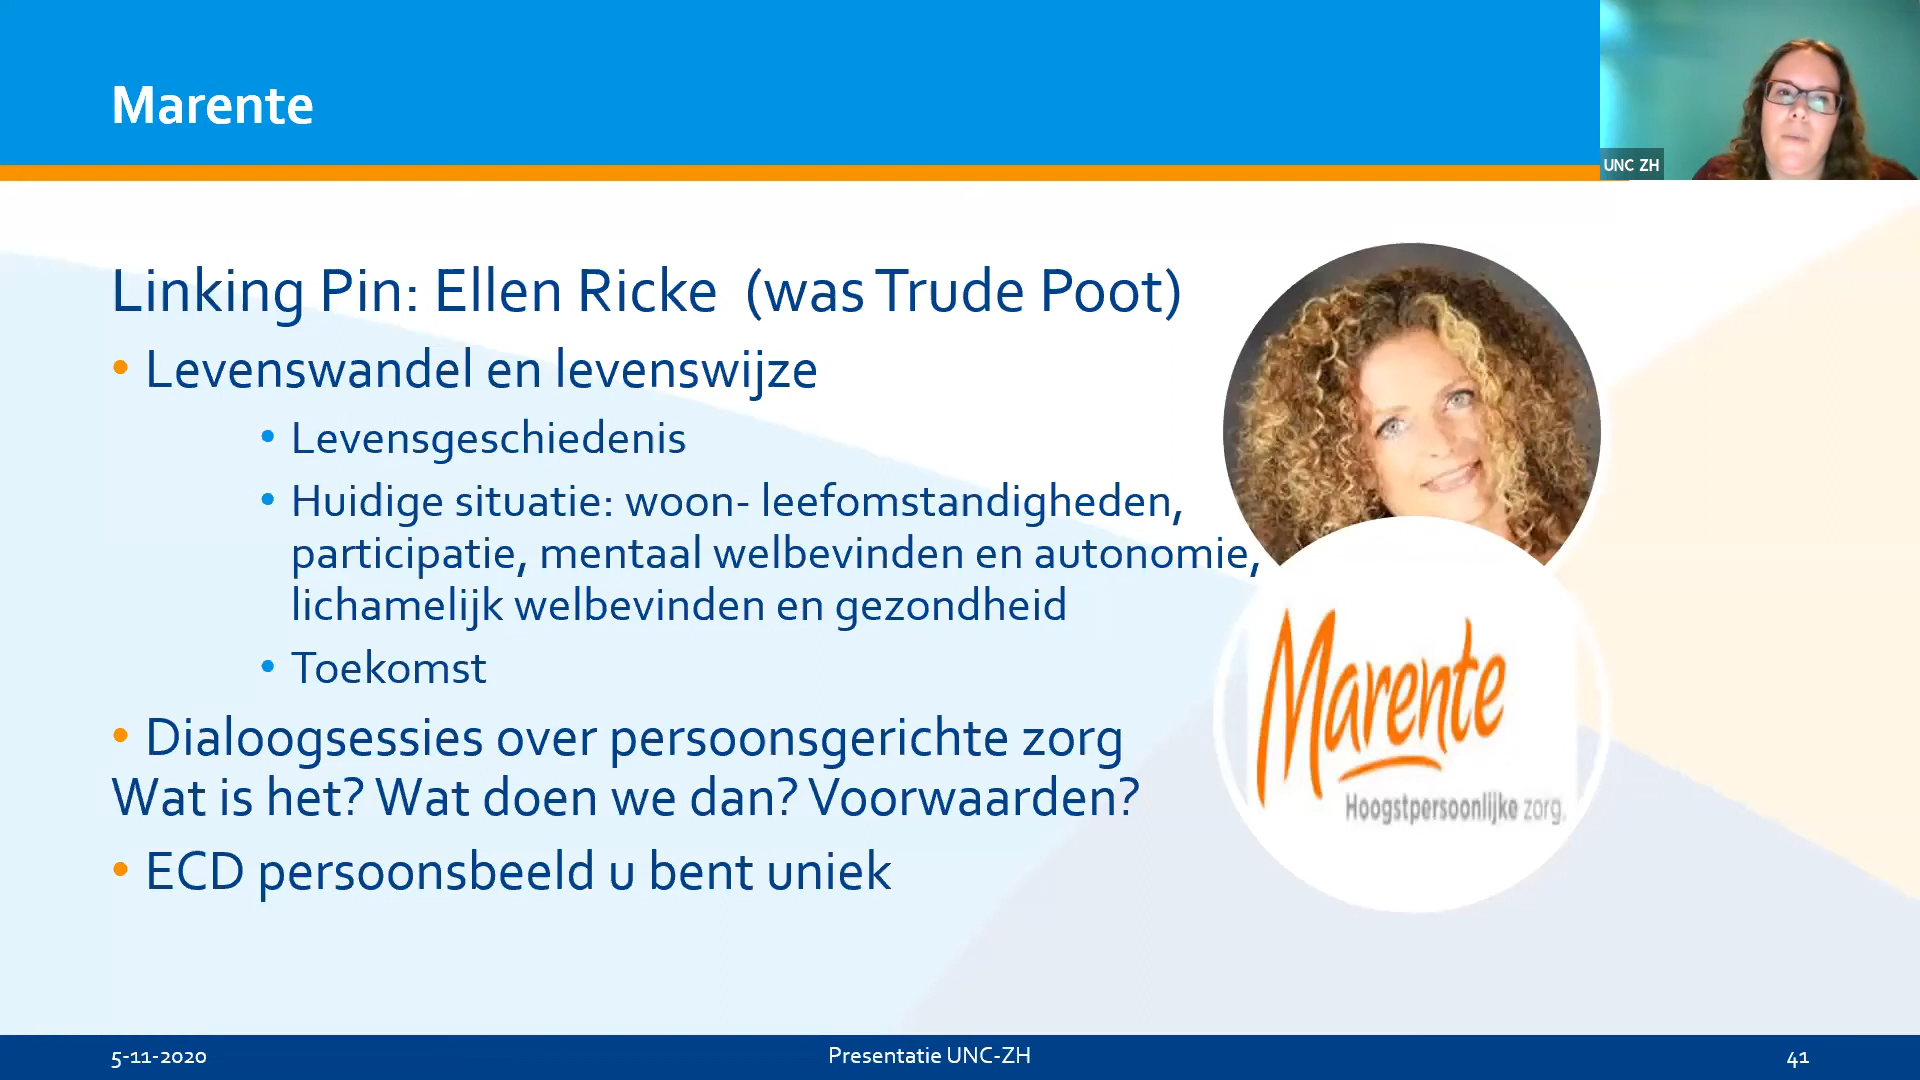 Marente
UNC ZH
Linking Pin: Ellen Ricke (was Trude Poot)
• Levenswandel en levenswijze
• Levensgeschiedenis
• Huidige situatie: woon- leefomstandigheden,
participatie, mentaal welbevinden en autonomie,
lichamelijk welbevinden en gezondheid
• Toekomst
• Dialoogsessies over persoonsgerichte zorg
Wat is het? Wat doen we dan? Voorwaarden?
• ECD persoonsbeeld u bent uniek
Marente
Hoogstpersoonlijke zorg.
5-11-2020
Presentatie UNC-ZH
41